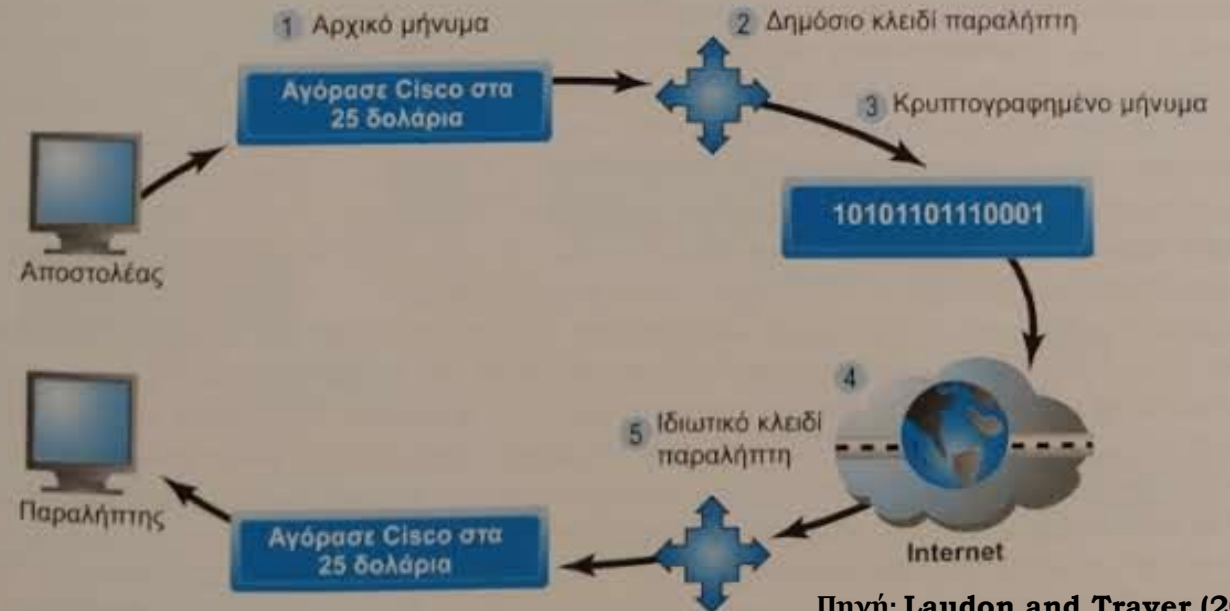 1 Αρχικό μήνυμα
2 Δημόσιο κλειδί παραλήπτη
Αγόρασε Cisco στα
25 δολάρια
3 Κρυπτογραφημένο μήνυμα
10101101110001
Αποστολέας
4
5 Ιδιωτικό κλειδί
παραλήπτη
Παραλήπτης
Αγόρασε Cisco στα
25 δολάρια
Internet
Πηγή: Laudon and Traver (2